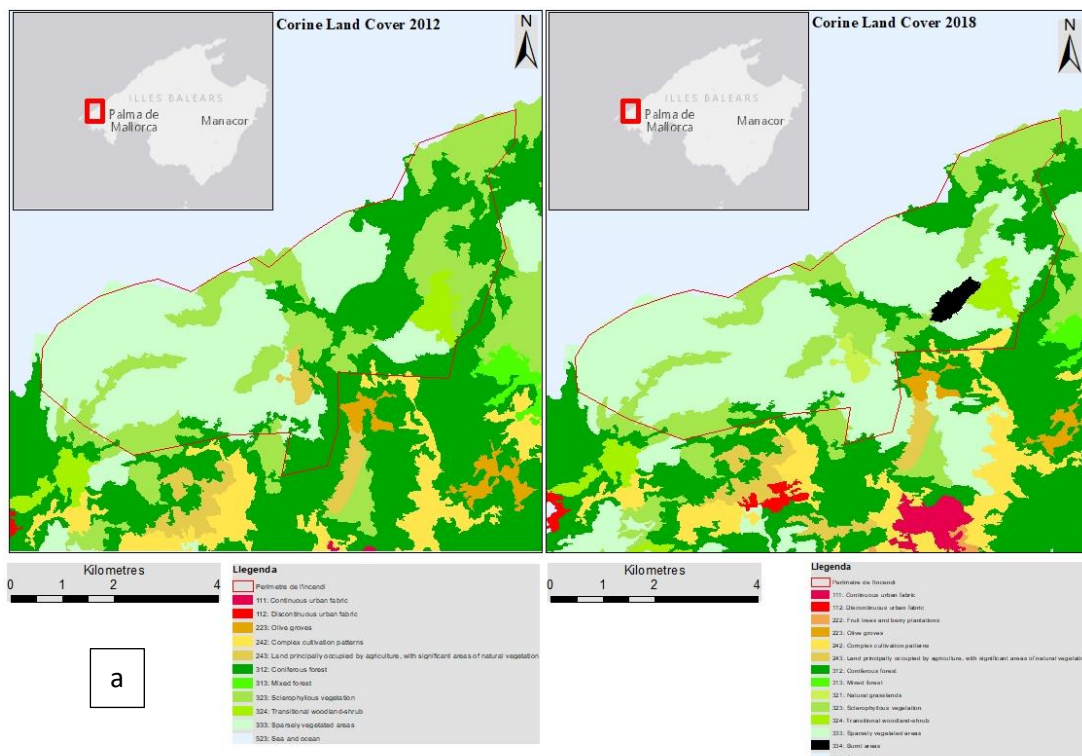 Corine Land Cover 2012
N
ILLES BALEARS
Palma de
Mallorca
Manacor
Corine Land Cover 2018
N
ILLES BALEARS
Palma de
Mallorca
Manacor
Kilometres
0 1 2 4
Llegenda
Perímetre de l'incendi
111: Continuous urban fabric
112: Discontinuous urban fabric
223: Olive groves
242: Complex cultivation patterns
243: Land principally occupied by agriculture, with significant areas of natural vegetation
312: Coniferous forest
313: Mixed forest
323: Sclerophyllous vegetation
324: Transitional woodland-shrub
333: Sparsely vegetated areas
523: Sea and ocean
a
Kilometres
0 1 2 4
Llegenda
Perímetre de l'incendi
111: Continuous urban fabric
112: Discontinuous urban fabric
222: Fruit trees and berry plantations
223: Olive groves
242: Complex cultivation patterns
243: Land principally occupied by agriculture, with significant areas of natural
312: Coniferous forest
313: Mixed forest
321: Natural grasslands
323: Sclerophyllous vegetation
324: Transitional woodland-shrub
333: Sparsely vegetated areas
334: Burnt areas